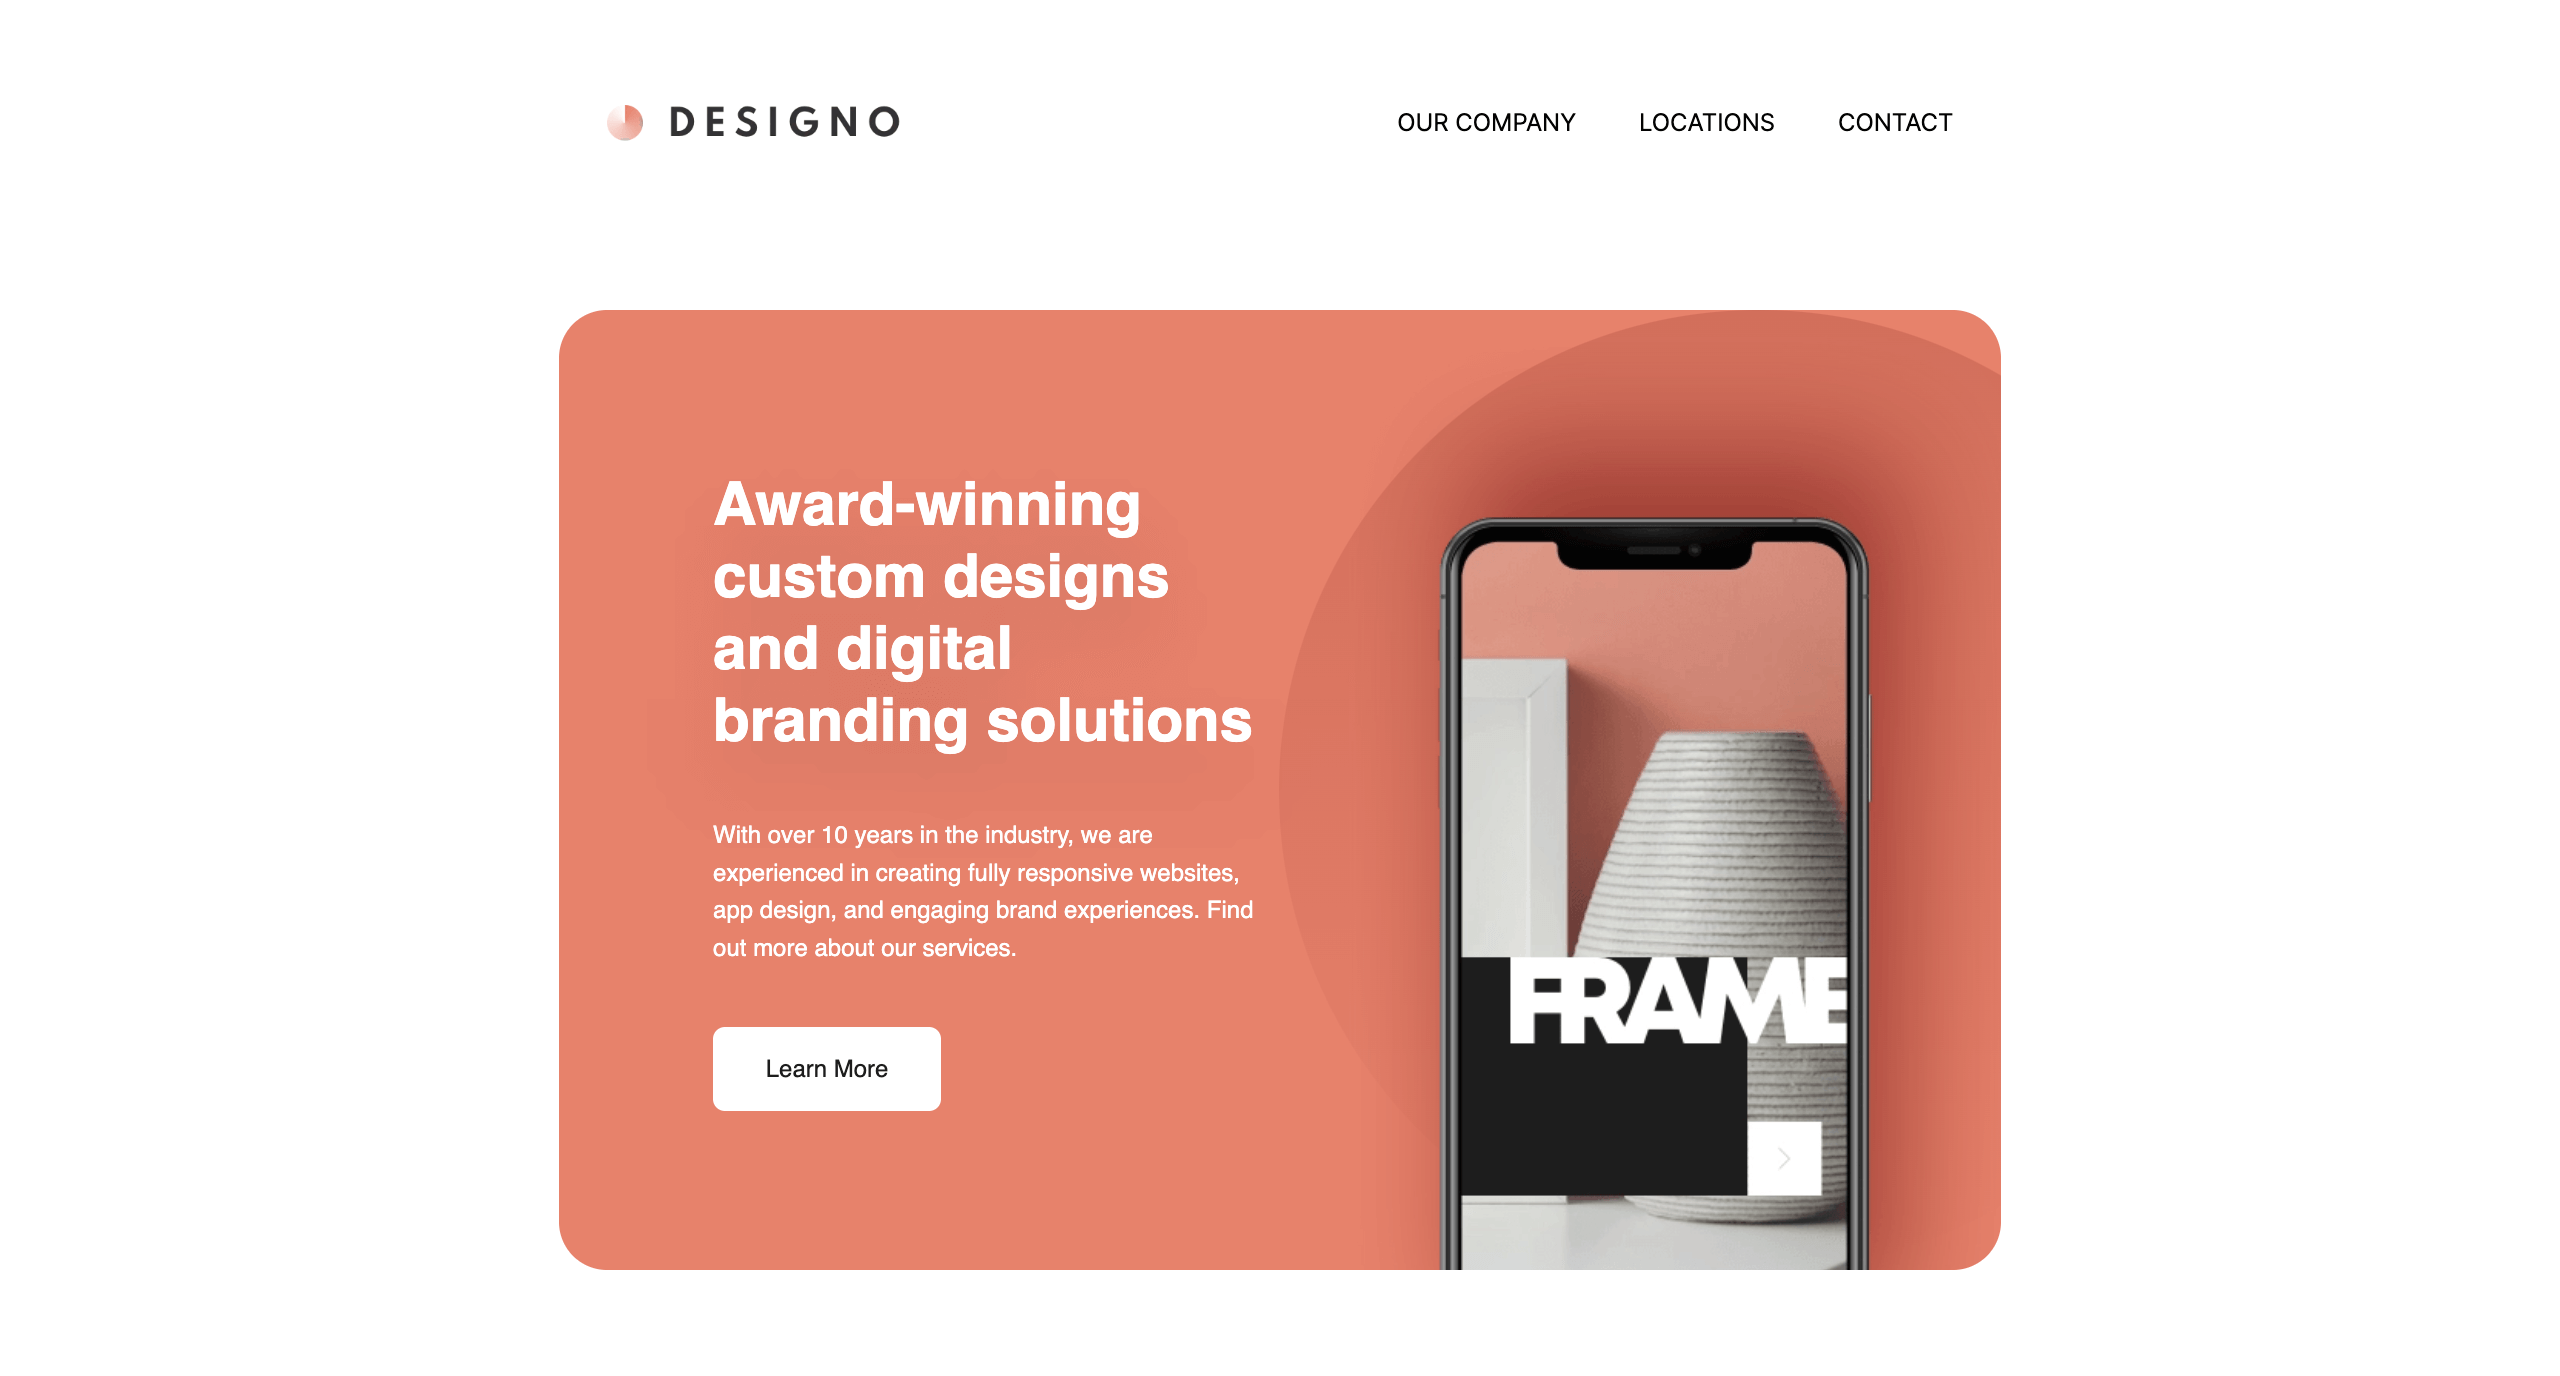 DESIGNO
OUR COMPANY
LOCATIONS
CONTACT
Award-winning
custom designs
and digital
branding solutions
With over 10 years in the industry, we are
experienced in creating fully responsive websites,
app design, and engaging brand experiences. Find
out more about our services.
Learn More
FRAME